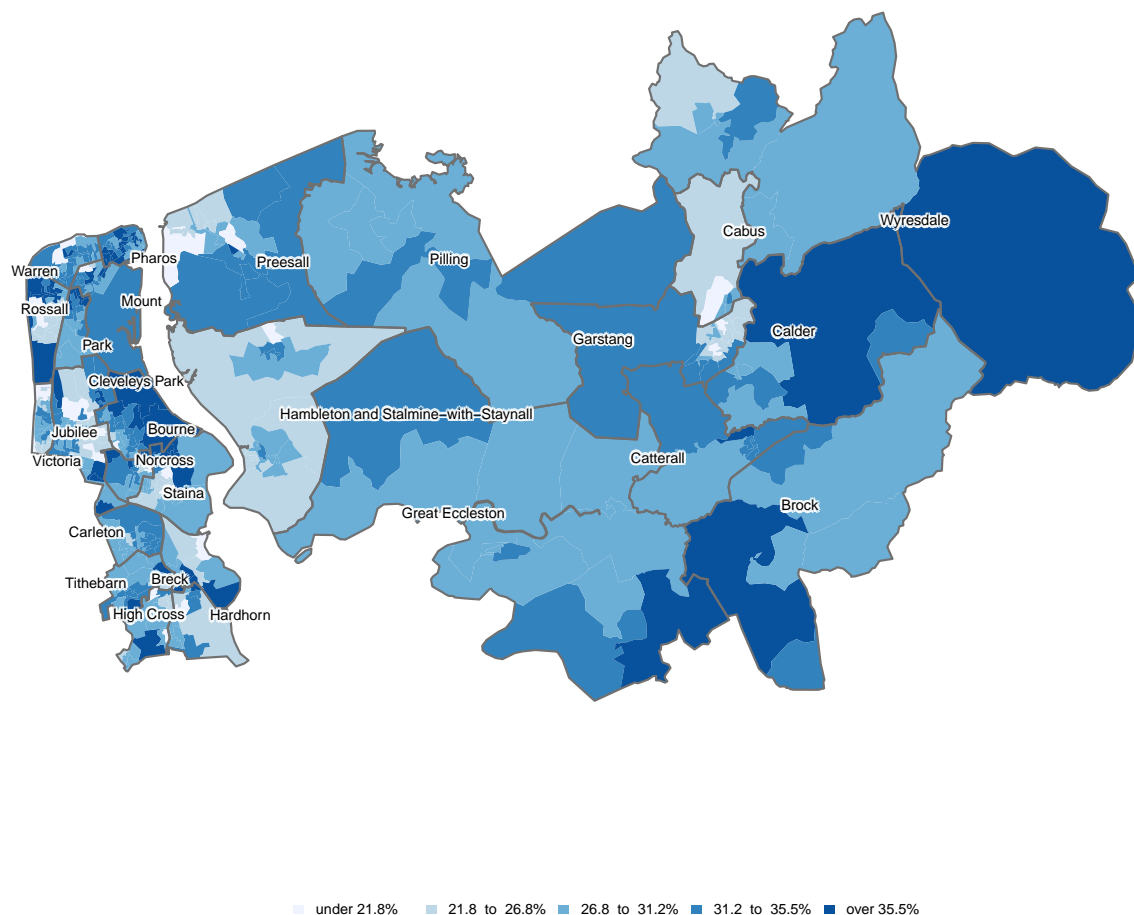 Wyresdale
Cabus
Pharos
Preesall
Pilling
Warren
Mount
Rossall
Calder
Garstang
Park
Cleveleys Park
Hambleton and Stalmine–with–Staynall
Jubilee
Bourne
Victoria
Norcross
Catterall
Staina
Brock
Great Eccleston
Carleton
Tithebarn
Breck
High Cross
Hardhorn
under 21.8% 21.8 to 26.8% 26.8 to 31.2% 31.2 to 35.5% over 35.5%